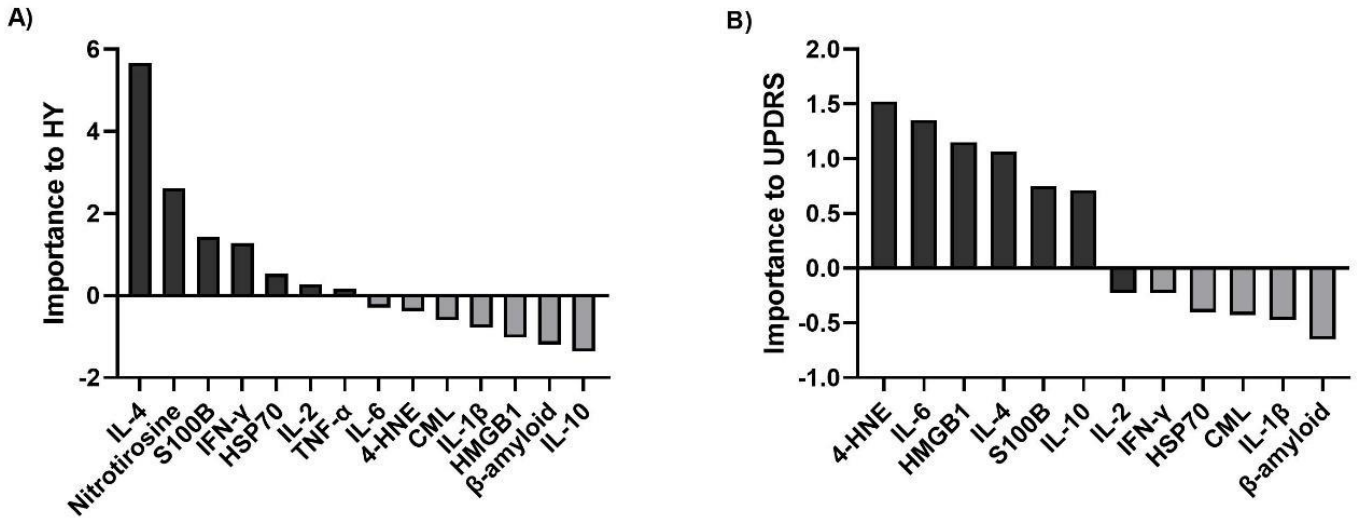 A)
Importance to HY
6
4
2
0
-2
IL-4
Nitrotirosine
S100B
IFN-γ
HSP70
IL-2
TNF-α
IL-6
4-HNE
CML
IL-1β
HMGB1
β-amyloid
IL-10
B)
Importance to UPDRS
2.0
1.5
1.0
0.5
0.0
-0.5
-1.0
4-HNE
IL-6
HMGB1
IL-4
S100B
IL-10
IL-2
IFN-γ
HSP70
CML
IL-1β
β-amyloid